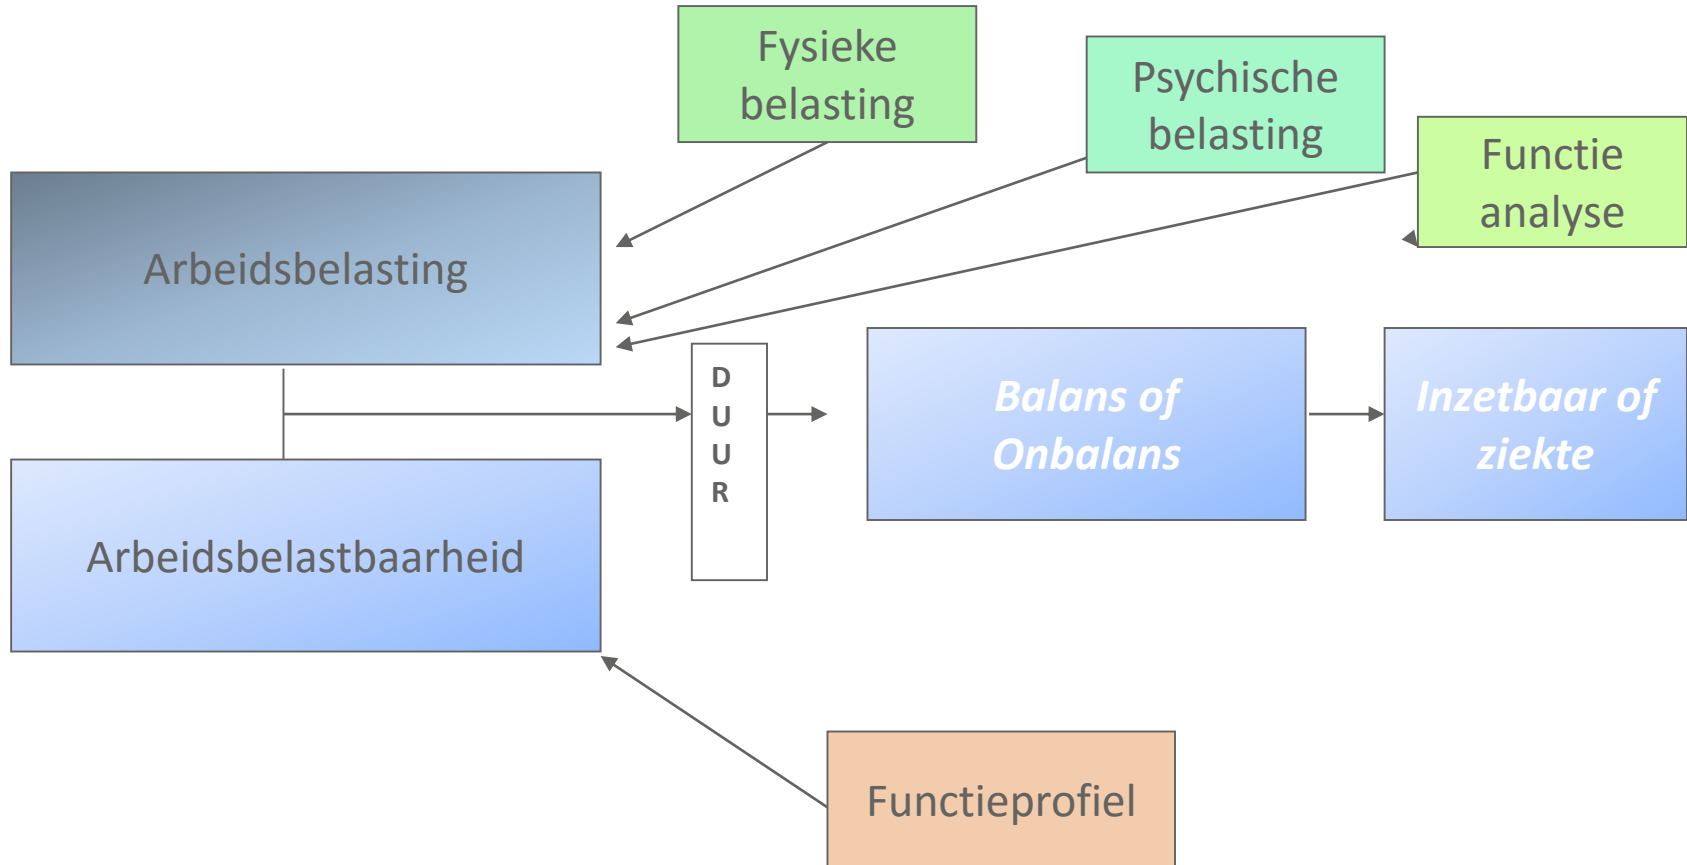 Fysieke
belasting
Psychische
belasting
Functie
analyse
Arbeidsbelasting
D
U
U
R
Balans of
Onbalans
Inzetbaar of
ziekte
Arbeidsbelastbaarheid
Functieprofiel